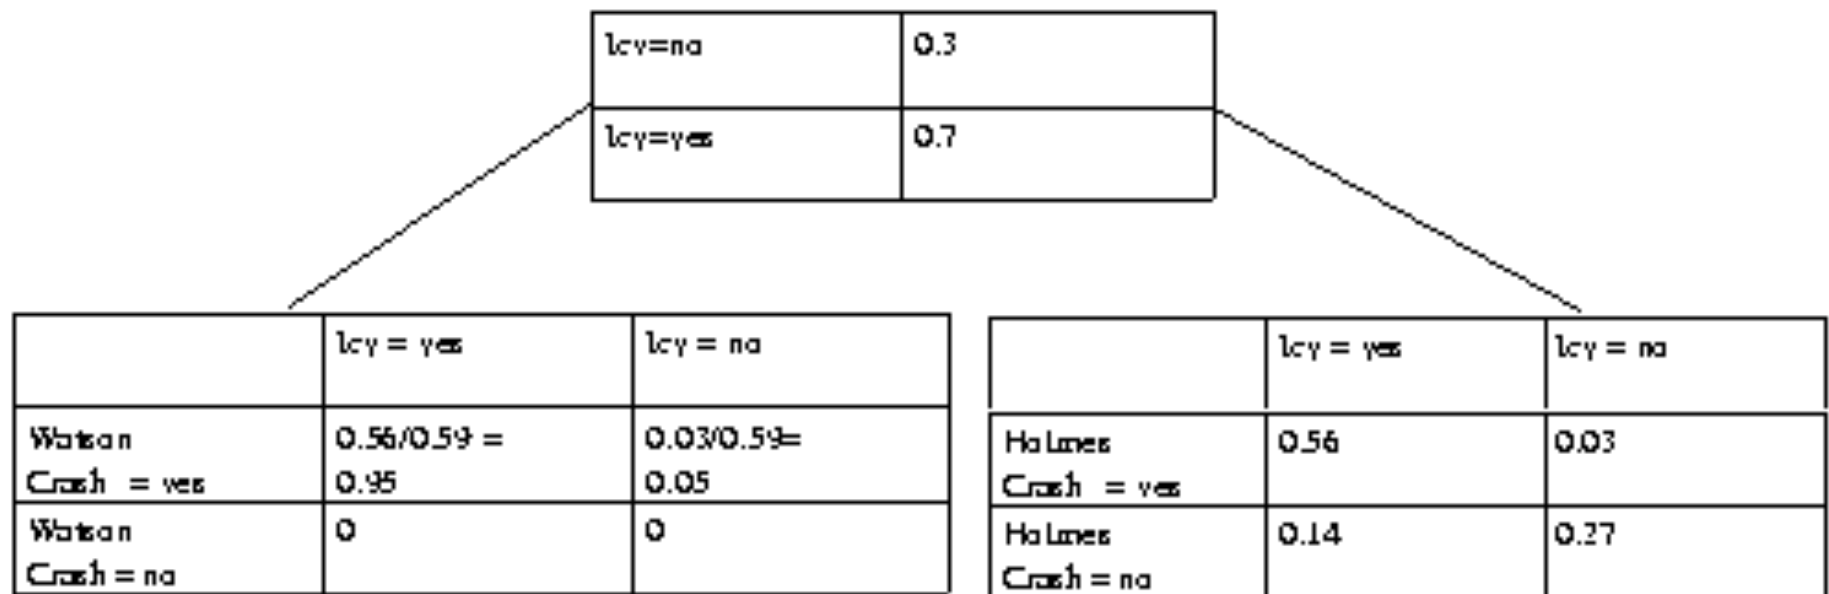 Icy=no 0.3
Icy=yes 0.7
Icy = yes Icy = no
Watson 0.56/0.59 = 0.03/0.59=
Crash = yes 0.95 0.05
Watson 0 0
Crash = no
Icy = yes Icy = no
Holmes 0.56 0.03
Crash = yes
Holmes 0.14 0.27
Crash = no